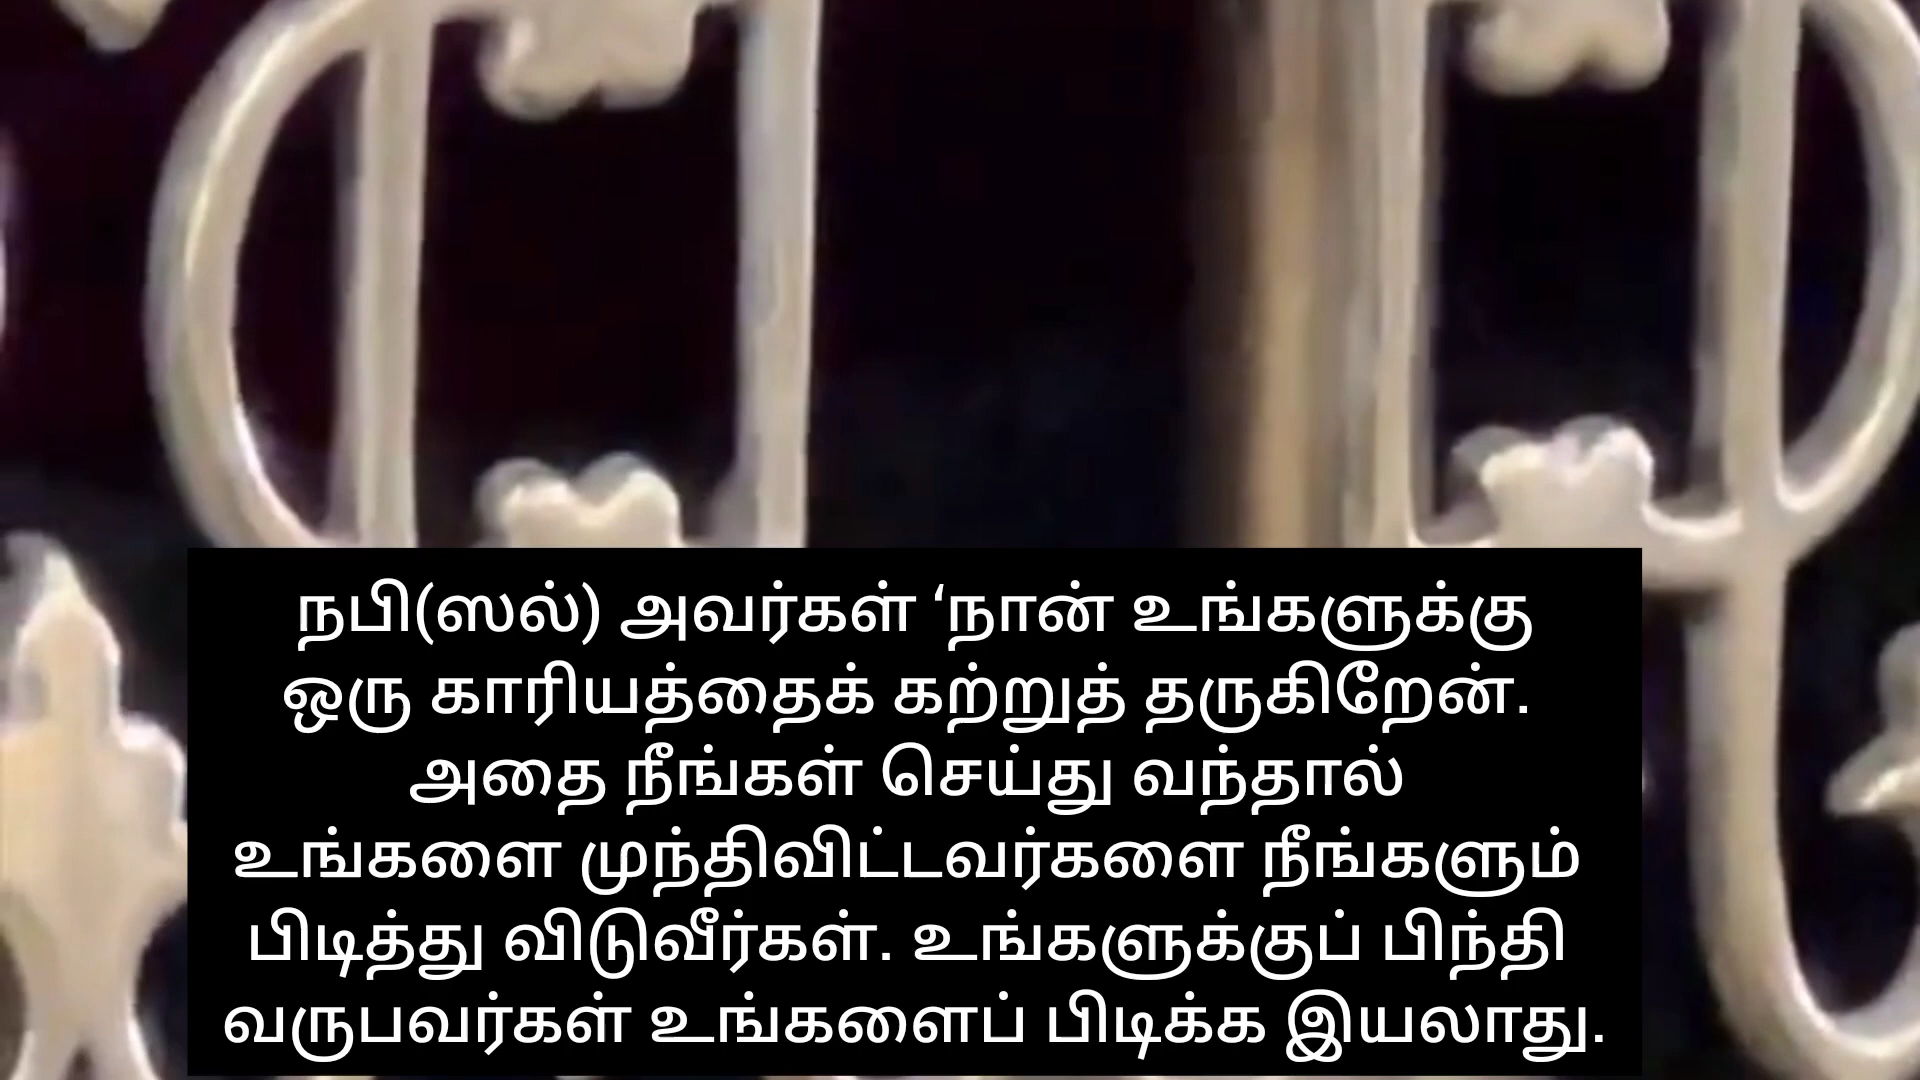 நபி(ஸல்) அவர்கள் ‘நான் உங்களுக்கு
ஒரு காரியத்தைக் கற்றுத் தருகிறேன்.
அதை நீங்கள் செய்து வந்தால்
உங்களை முந்திவிட்டவர்களை நீங்களும்
பிடித்து விடுவீர்கள். உங்களுக்குப் பிந்தி
வருபவர்கள் உங்களைப் பிடிக்க இயலாது.